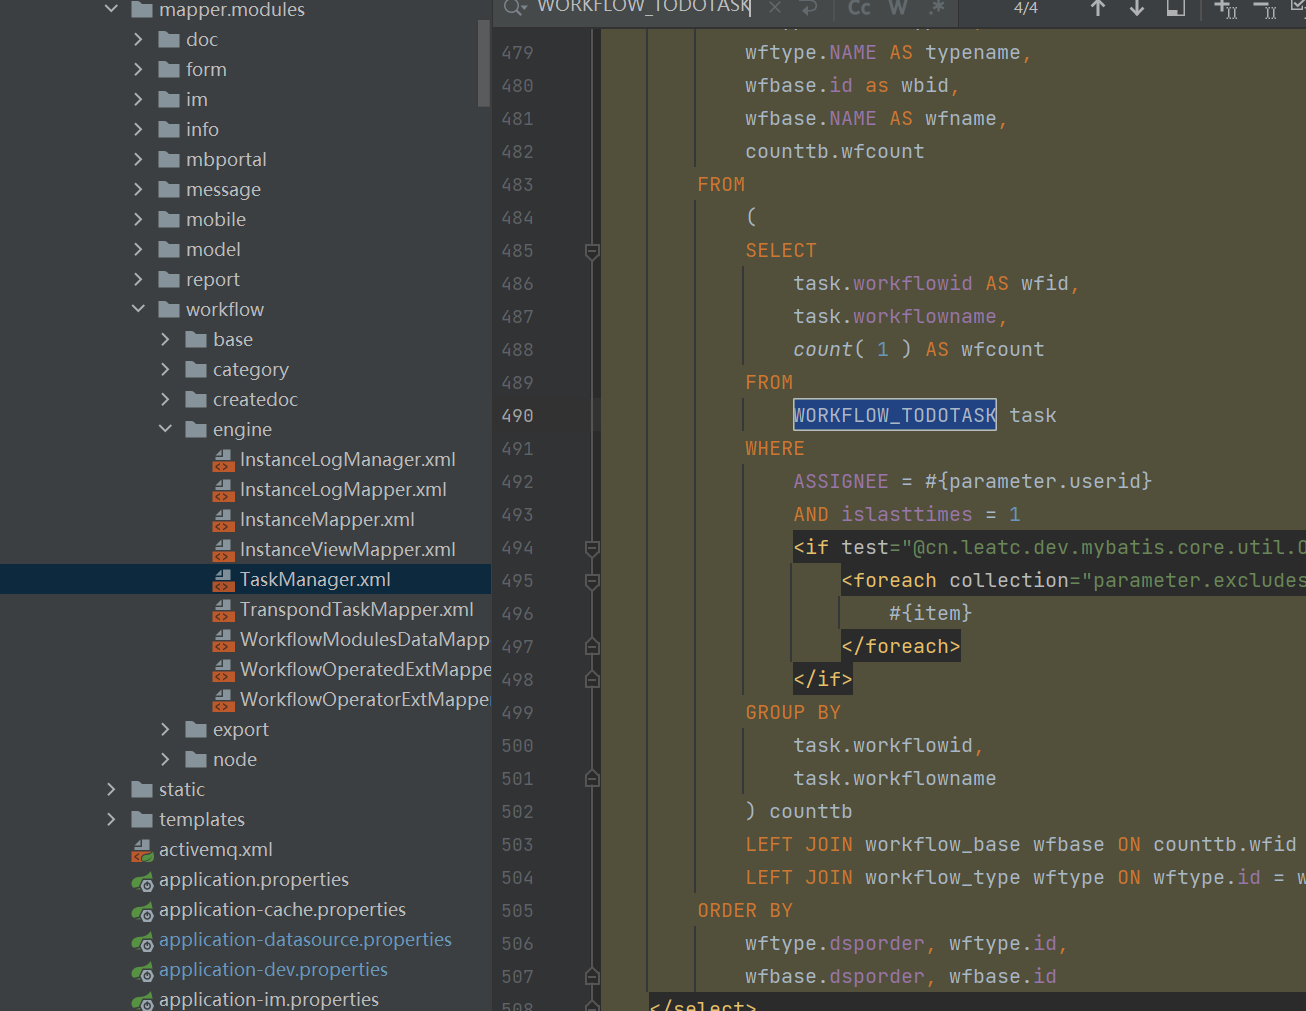 mapper.modules
doc
form
im
info
mbportal
message
mobile
model
report
workflow
base
category
createdoc
engine
InstanceLogManager.xml
InstanceLogMapper.xml
InstanceMapper.xml
InstanceViewMapper.xml
TaskManager.xml
TranspondTaskMapper.xml
WorkflowModulesDataMapp
WorkflowOperatedExtMappe
WorkflowOperatorExtMapper
export
node
static
templates
activemq.xml
application.properties
application-cache.properties
application-datasource.properties
application-dev.properties
application-im.properties
WORKFLOW_TODOTASK Cc W .* 4/4
479 wftype.NAME AS typename,
480 wfbase.id as wbid,
481 wfbase.NAME AS wfname,
482 counttb.wfcount
483 FROM
484 (
485 SELECT
486 task.workflowid AS wfid,
487 task.workflowname,
488 count( 1 ) AS wfcount
489 FROM
490 WORKFLOW_TODOTASK task
491 WHERE
492 ASSIGNEE = #{parameter.userid}
493 AND islasttimes = 1
494 <if test="@cn.leatc.dev.mybatis.core.util.O
495 <foreach collection="parameter.excludes
496 #{item}
497 </foreach>
498 </if>
499 GROUP BY
500 task.workflowid,
501 task.workflowname
502 ) counttb
503 LEFT JOIN workflow_base wfbase ON counttb.wfid
504 LEFT JOIN workflow_type wftype ON wftype.id = w
505 ORDER BY
506 wftype.dsporder, wftype.id,
507 wfbase.dsporder, wfbase.id
508 </select>